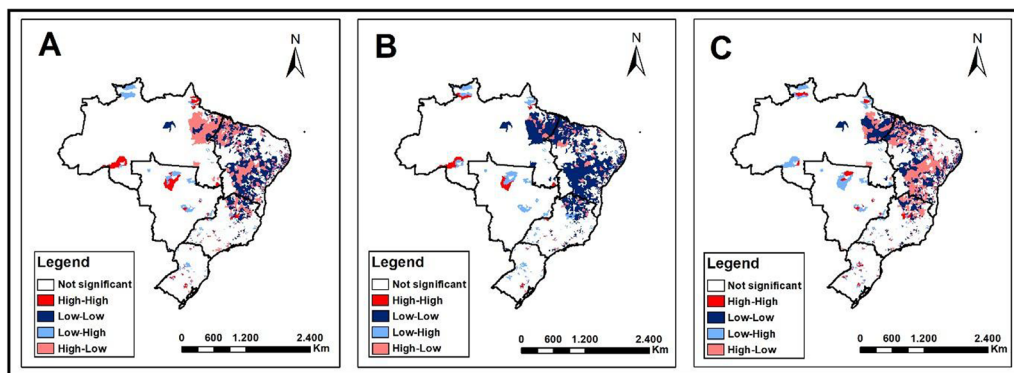 A
N
Legend
Not significant
High-High
Low-Low
Low-High
High-Low
0 600 1.200 2.400
Km
B
N
Legend
Not significant
High-High
Low-Low
Low-High
High-Low
0 600 1.200 2.400
Km
C
N
Legend
Not significant
High-High
Low-Low
Low-High
High-Low
0 600 1.200 2.400
Km